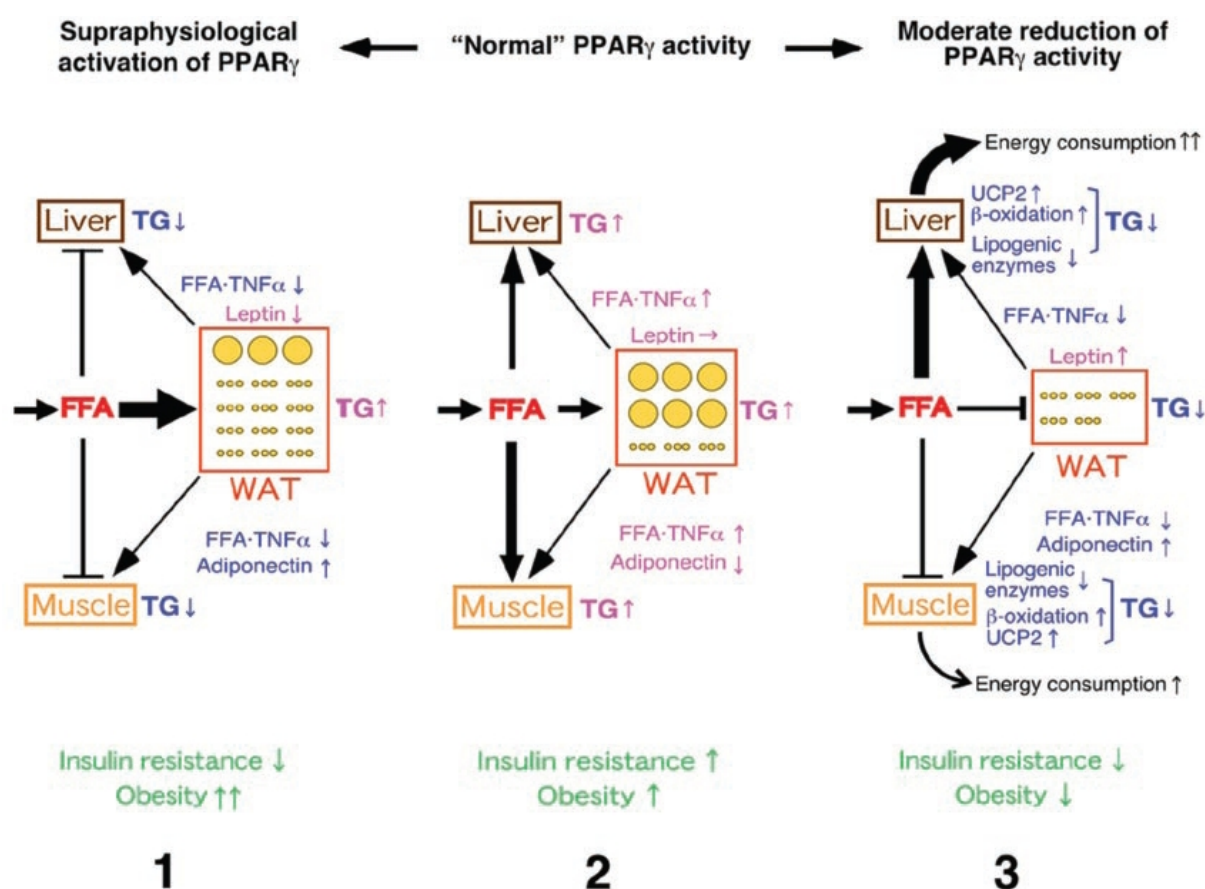 Supraphysiological
activation of PPARγ
“Normal” PPARγ activity
Moderate reduction of
PPARγ activity
Liver TG↓
FFA·TNFα ↓
Leptin ↓
FFA
TG↑
WAT
FFA·TNFα ↓
Adiponectin ↑
Muscle TG↓
Insulin resistance ↓
Obesity ↑↑
1
Liver TG↑
FFA·TNFα ↑
Leptin →
FFA
TG↑
WAT
FFA·TNFα ↑
Adiponectin ↓
Muscle TG↑
Insulin resistance ↑
Obesity ↑
2
Energy consumption ↑↑
Liver
UCP2 ↑
β-oxidation ↑
Lipogenic
enzymes ↓
TG↓
FFA·TNFα ↓
Leptin ↑
FFA
TG↓
WAT
FFA·TNFα ↓
Adiponectin ↑
Muscle
Lipogenic
enzymes ↓
β-oxidation ↑
UCP2 ↑
TG↓
Energy consumption ↑
Insulin resistance ↓
Obesity ↓
3